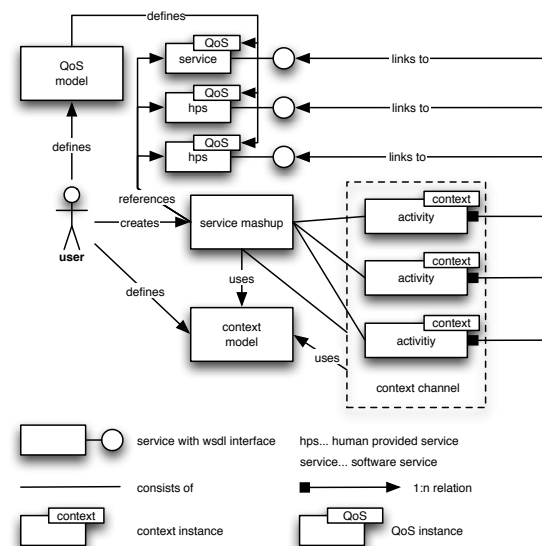 defines
QoS
model
QoS
service
links to
QoS
hps
links to
QoS
hps
links to
defines
references
creates
user
service mashup
context
activity
context
activity
context
activitiy
uses
defines
context
model
uses
context channel
service with wsdl interface
hps... human provided service
service... software service
consists of
1:n relation
context
context instance
QoS
QoS instance